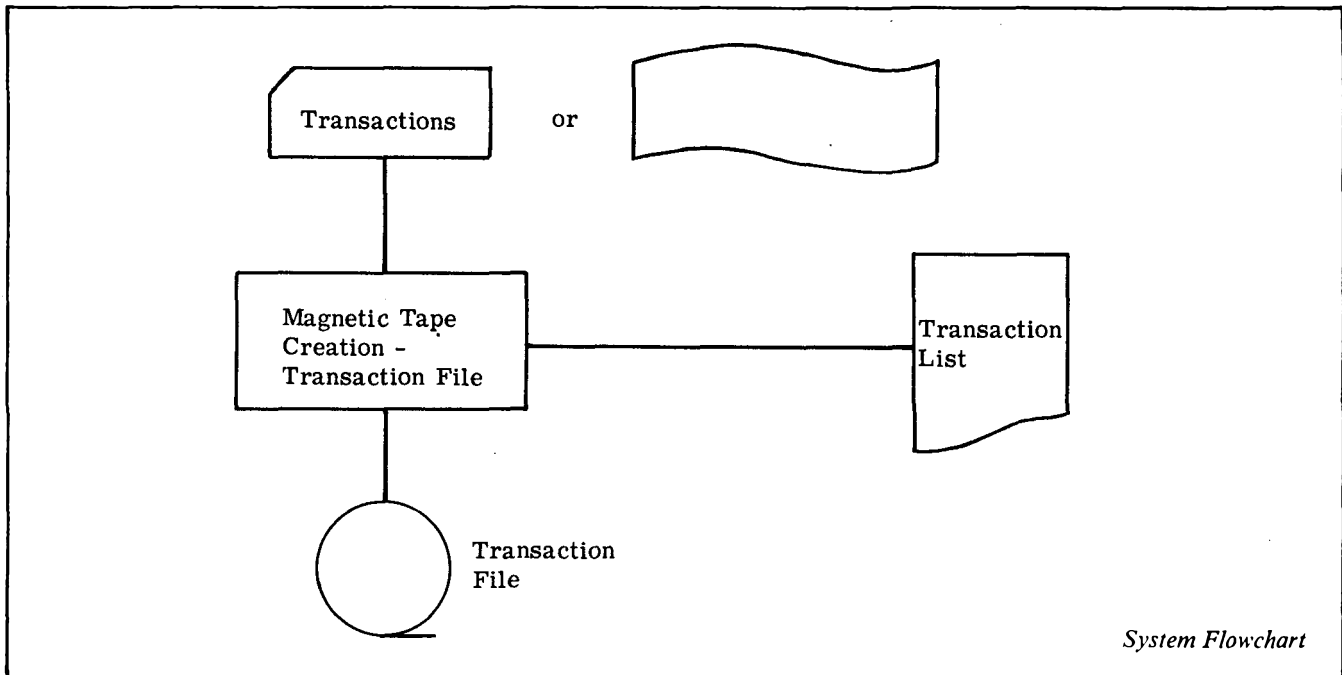 Transactions
or
Magnetic Tape
Creation -
Transaction File
Transaction
List
Transaction
File
System Flowchart